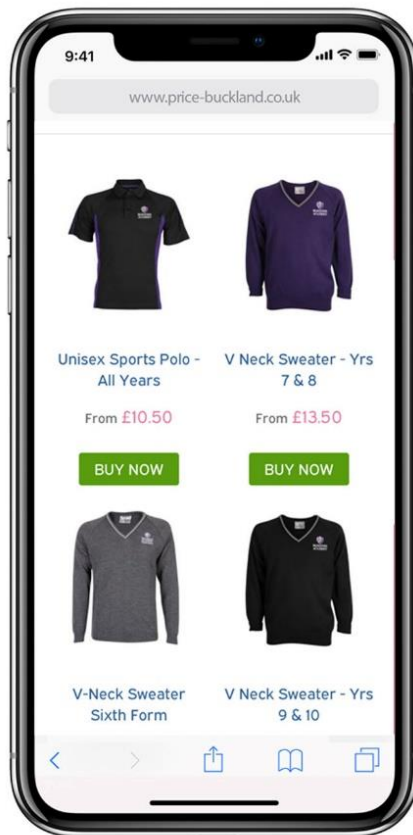 9:41
www.price-buckland.co.uk
Unisex Sports Polo -
All Years
V Neck Sweater - Yrs
7 & 8
From £10.50
From £13.50
BUY NOW
BUY NOW
V-Neck Sweater
Sixth Form
V Neck Sweater - Yrs
9 & 10